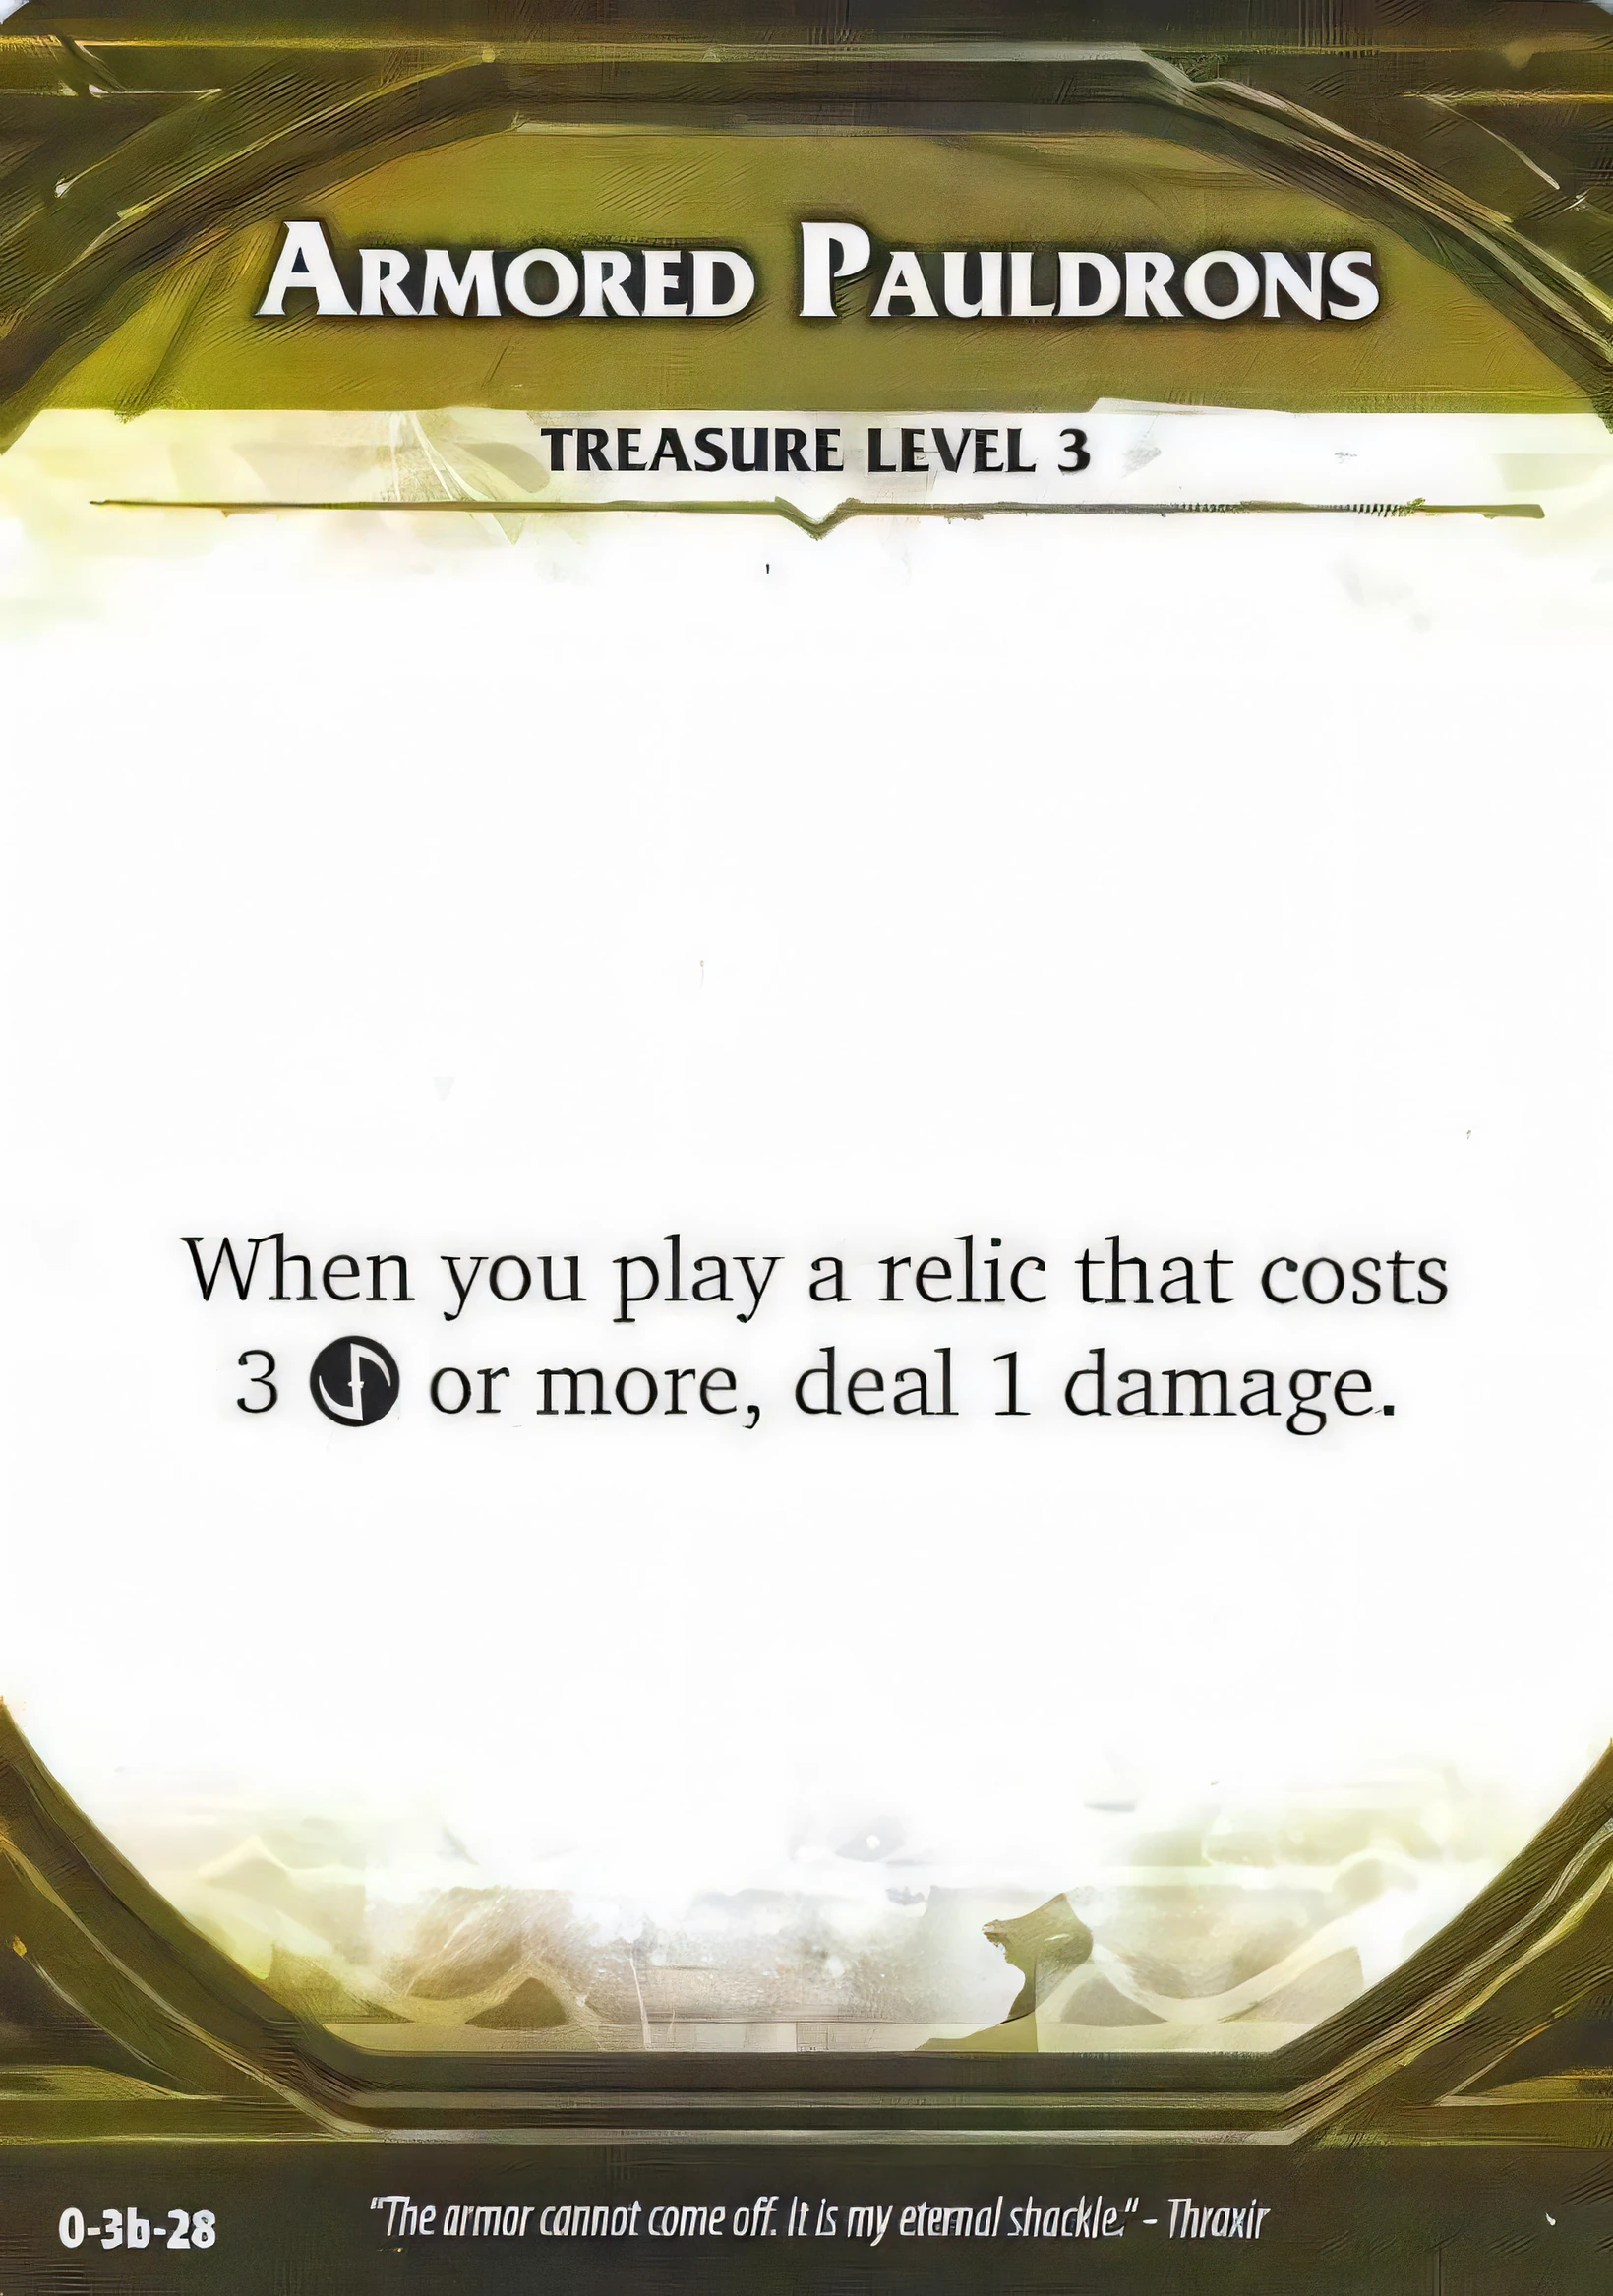 Armored Pauldrons
TREASURE LEVEL 3
When you play a relic that costs
3 or more, deal 1 damage.
0-3b-28
"The armor cannot come off. It is my eternal shackle." - Thraxir